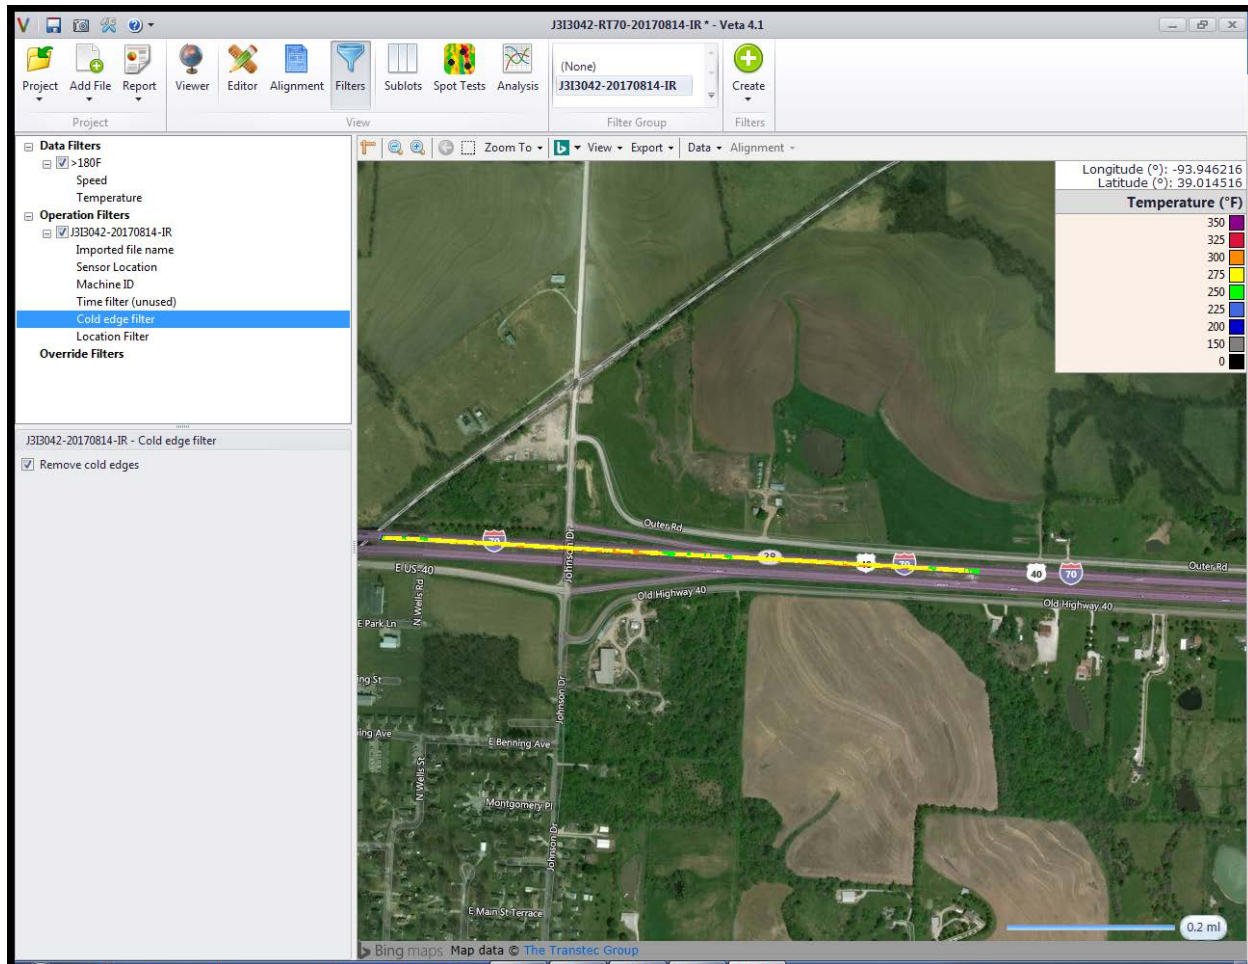 J3I3042-RT70-20170814-IR * - Veta 4.1
Project
Add File
Report
Viewer
Editor
Alignment
Filters
Sublots
Spot Tests
Analysis
(None)
J3I3042-20170814-IR
Create
Project
View
Filter Group
Filters
Data Filters
>180F
Speed
Temperature
Operation Filters
J3I3042-20170814-IR
Imported file name
Sensor Location
Machine ID
Time filter (unused)
Cold edge filter
Location Filter
Override Filters
J3I3042-20170814-IR - Cold edge filter
Remove cold edges
Zoom To
View
Export
Data
Alignment
Longitude (°): -93.946216
Latitude (°): 39.014516
Temperature (°F)
350
325
300
275
250
225
200
150
0
Outer Rd
70
Johnson Dr
E US-40
N Wells Rd
Old Highway 40
70
40
70
Outer Rd
Old Highway 40
E Park Ln
ing St
Johnson Dr
ing Ave
E Benning Ave
N Wells St
Montgomery Pl
Johnson Dr
E Main St Terrace
0.2 mi
Bing maps Map data © The Transtec Group